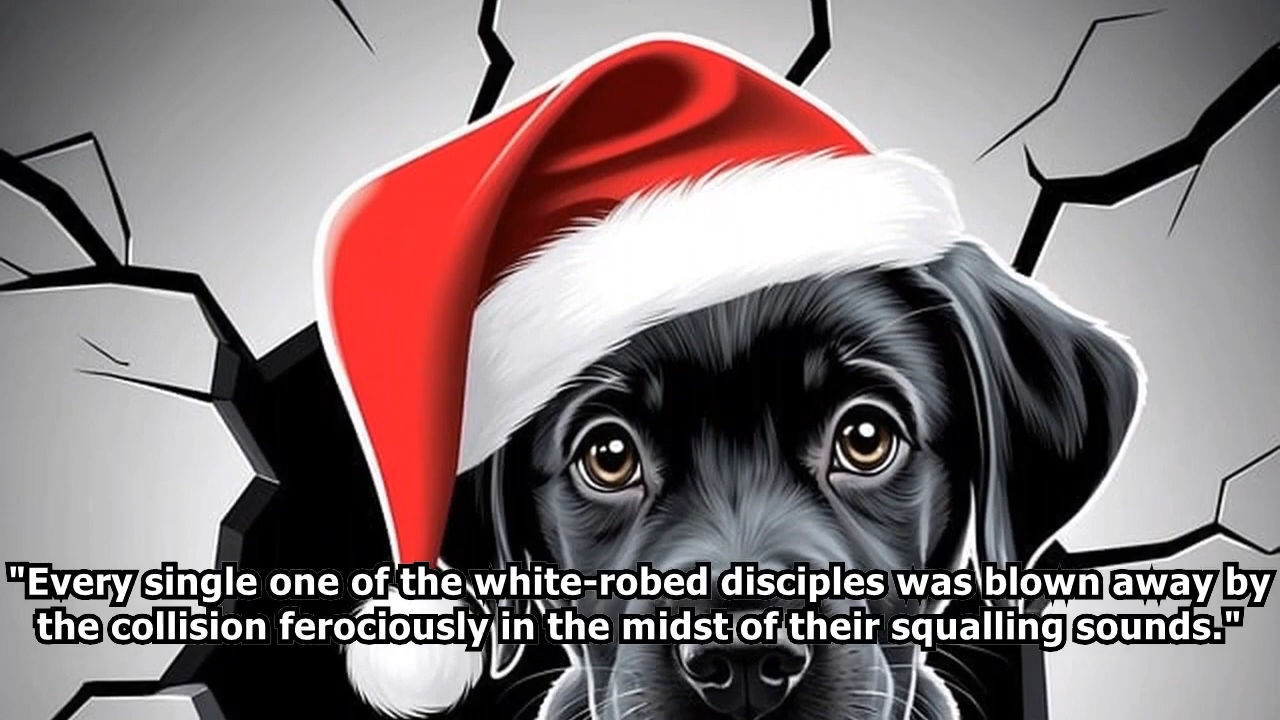 "Every single one of the white-robed disciples was blown away by
the collision ferociously in the midst of their squalling sounds."